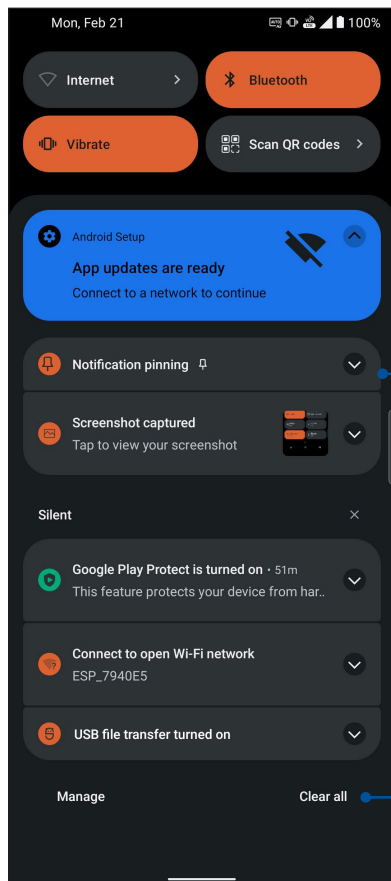 Mon, Feb 21
100%
Internet
Bluetooth
Vibrate
Scan QR codes
Android Setup
App updates are ready
Connect to a network to continue
Notification pinning
Screenshot captured
Tap to view your screenshot
Silent
Google Play Protect is turned on • 51m
This feature protects your device from har..
Connect to open Wi-Fi network
ESP_7940E5
USB file transfer turned on
Manage
Clear all